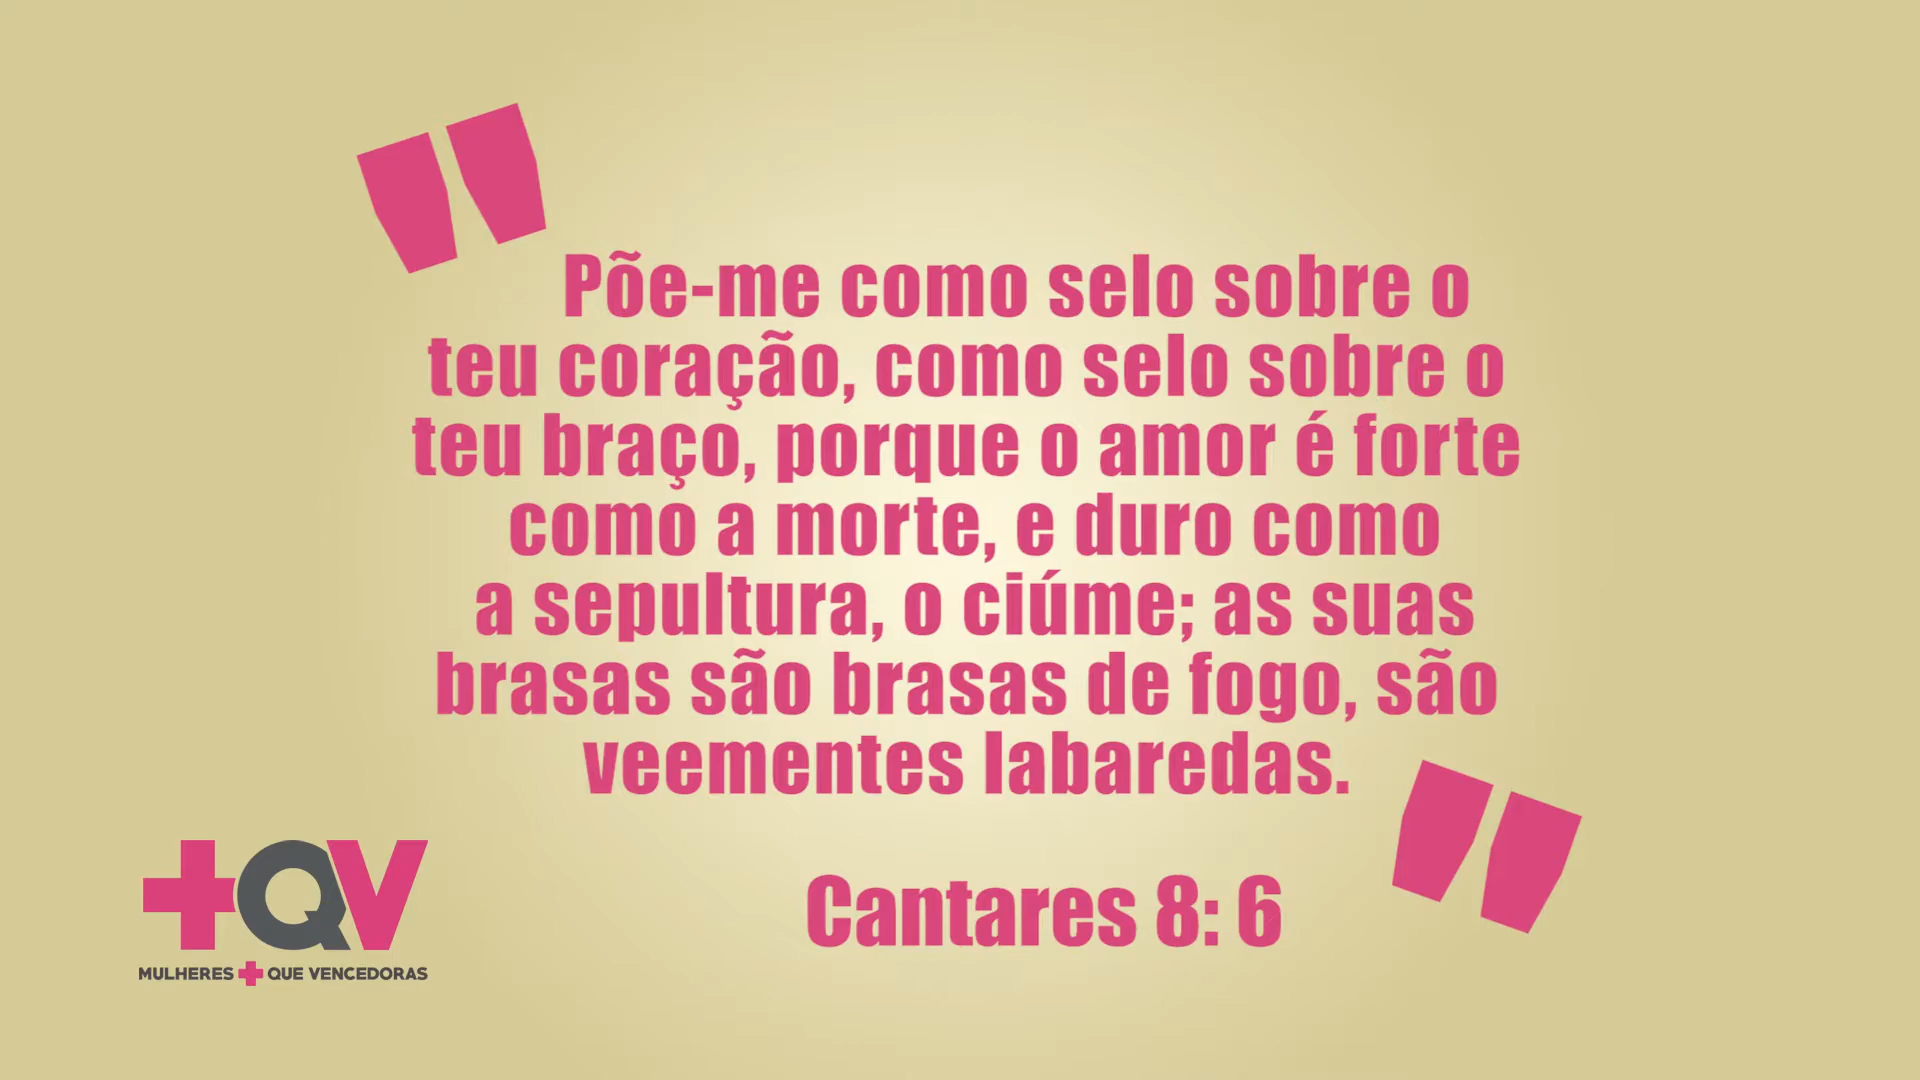 Põe-me como selo sobre o
teu coração, como selo sobre o
teu braço, porque o amor é forte
como a morte, e duro como
a sepultura, o ciúme; as suas
brasas são brasas de fogo, são
veementes labaredas.
Cantares 8: 6
+QV
MULHERES + QUE VENCEDORAS